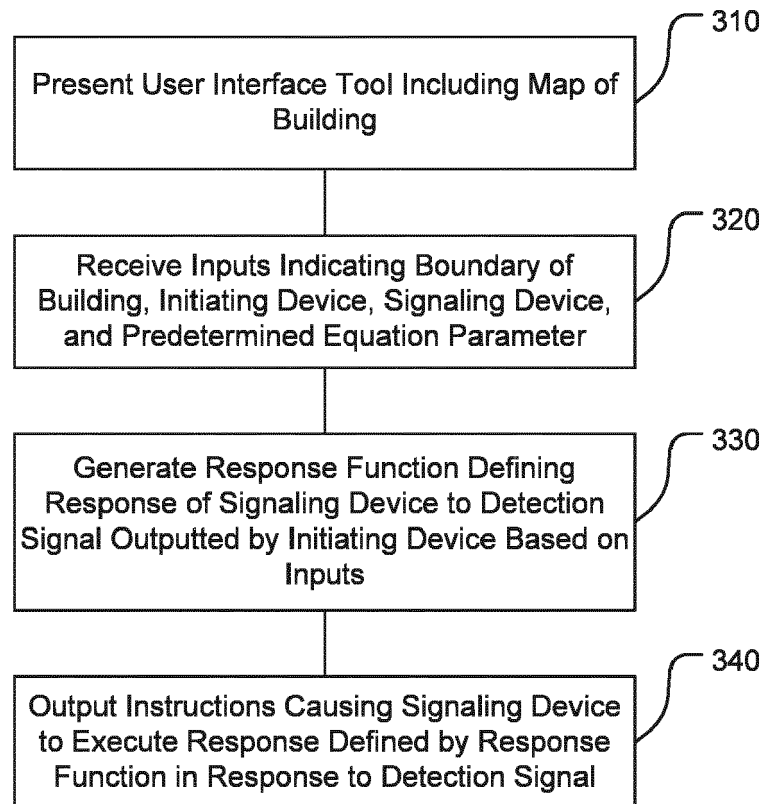 310
Present User Interface Tool Including Map of
Building
320
Receive Inputs Indicating Boundary of
Building, Initiating Device, Signaling Device,
and Predetermined Equation Parameter
330
Generate Response Function Defining
Response of Signaling Device to Detection
Signal Outputted by Initiating Device Based on
Inputs
340
Output Instructions Causing Signaling Device
to Execute Response Defined by Response
Function in Response to Detection Signal